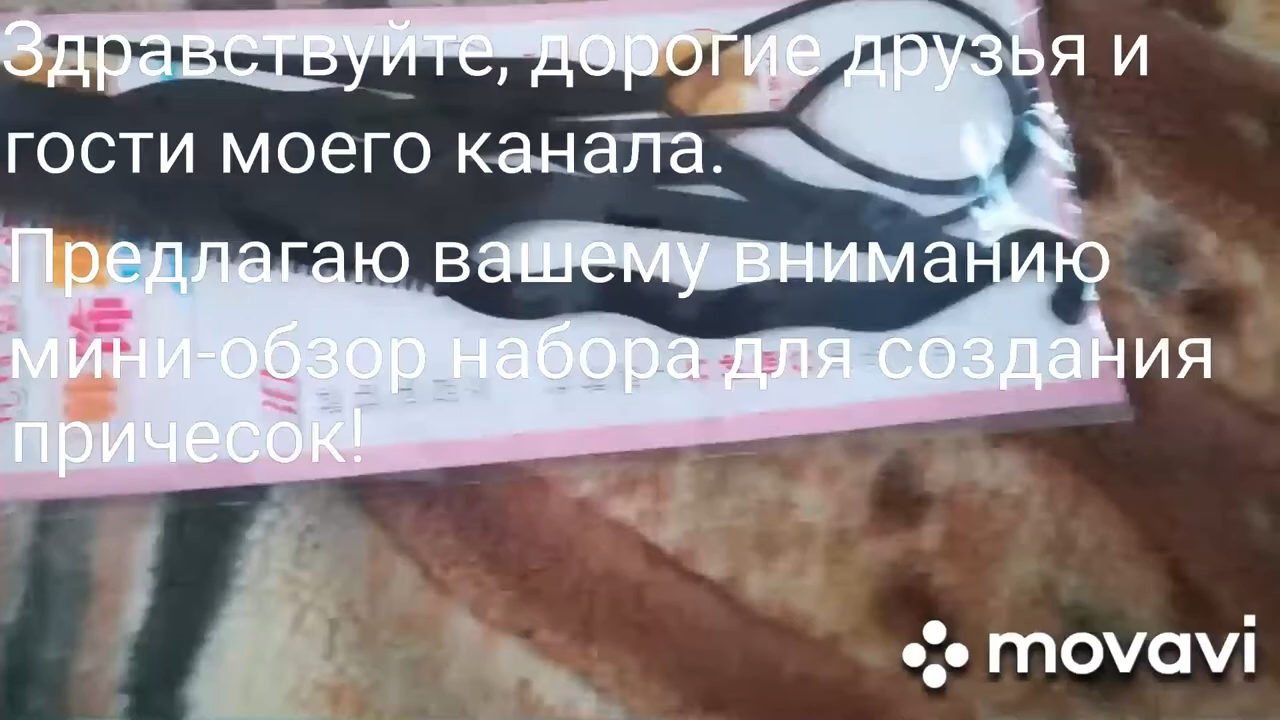 Здравствуйте, дорогие друзья и
гости моего канала.
Предлагаю вашему вниманию
мини-обзор набора для создания
причесок!
movavi